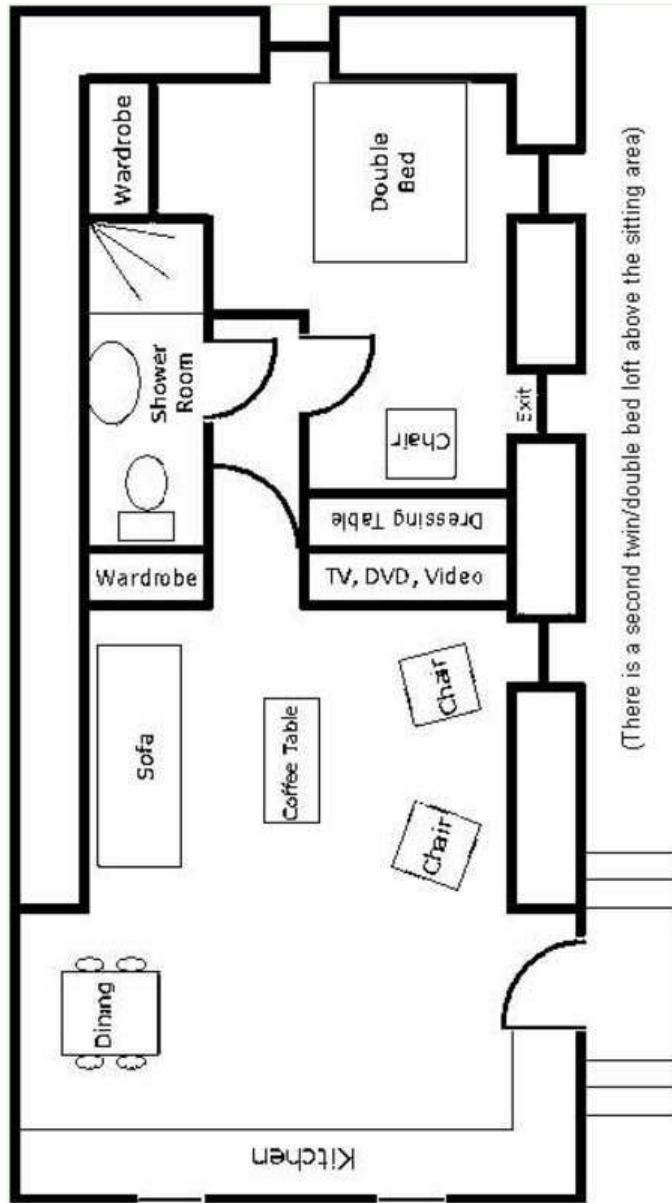 Wardrobe
Double
Bed
Shower
Room
Exit
Chair
Dressing Table
Wardrobe
TV, DVD, Video
Sofa
Coffee Table
Chair
Chair
Dining
Kitchen
(There is a second twin/double bed loft above the sitting area)